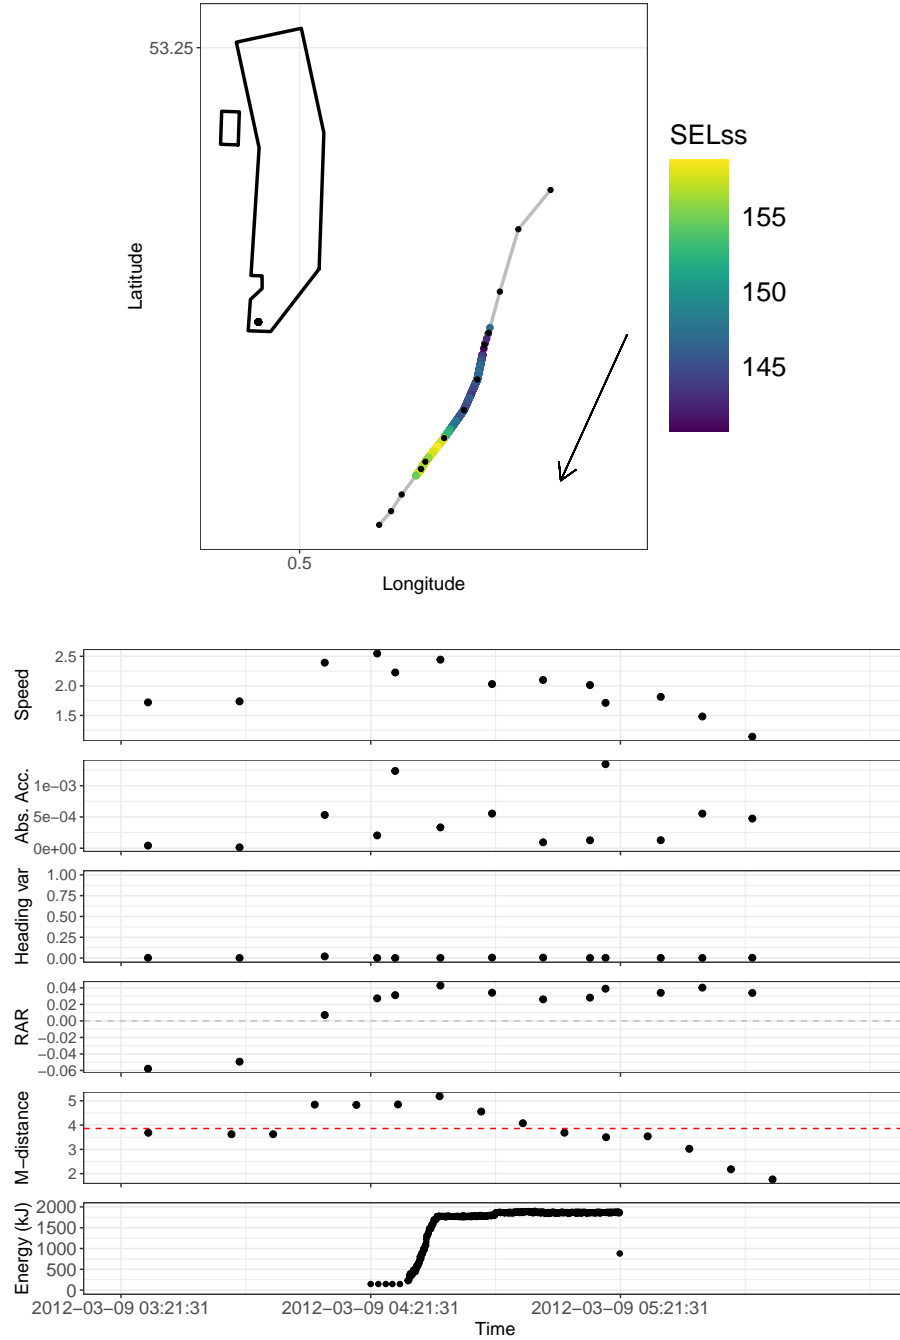 53.25
Latitude
0.5
Longitude
SELss
155
150
145
Speed
2.5
2.0
1.5
Abs. Acc.
1e−03
5e−04
0e+00
Heading var
1.00
0.75
0.50
0.25
0.00
RAR
0.04
0.02
0.00
−0.02
−0.04
−0.06
M−distance
5
4
3
2
Energy (kJ)
2000
1500
1000
500
0
2012−03−09 03:21:31 2012−03−09 04:21:31 2012−03−09 05:21:31
Time